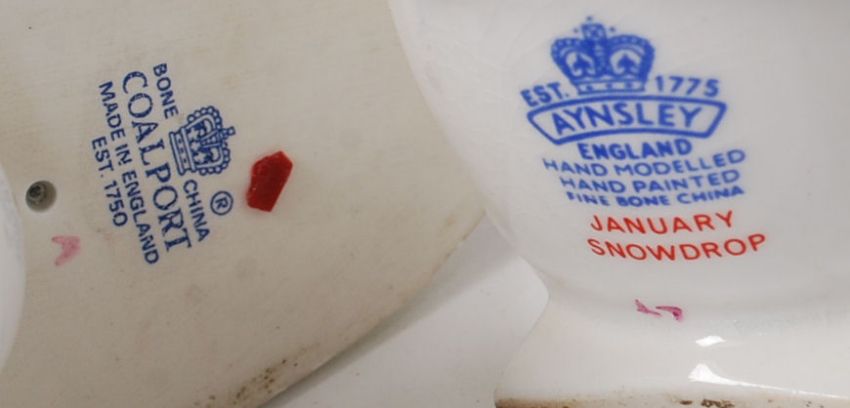 BONE CHINA ®
COALPORT
MADE IN ENGLAND
EST. 1750
EST. 1775
AYNSLEY
ENGLAND
HAND MODELLED
HAND PAINTED
FINE BONE CHINA
JANUARY
SNOWDROP